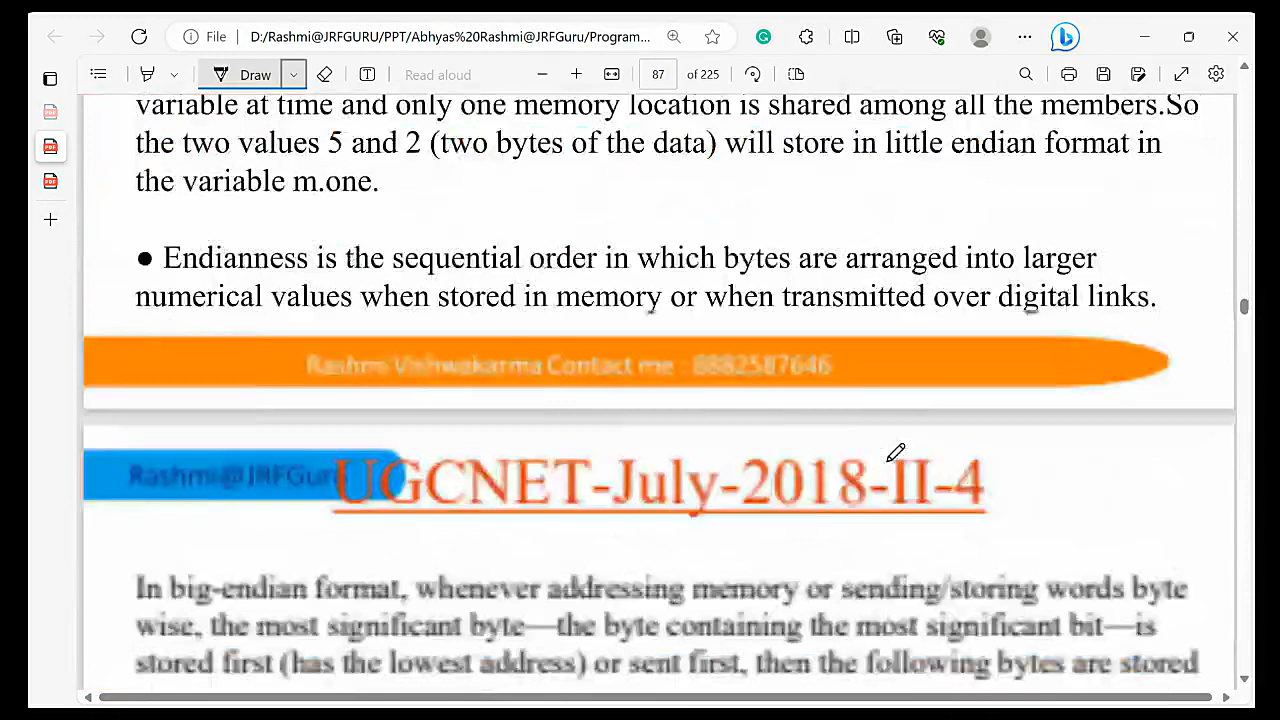 File
D:/Rashmi@JRFGURU/PPT/Abhyas%20Rashmi@JRFGuru/Program...
Draw
Read aloud
87
of 225
variable at time and only one memory location is shared among all the members.So
the two values 5 and 2 (two bytes of the data) will store in little endian format in
the variable m.one.
● Endianness is the sequential order in which bytes are arranged into larger
numerical values when stored in memory or when transmitted over digital links.
Rashmi Vishwakarma Contact me : 8882587646
Rashmi@JRFGuru
UGCNET-July-2018-II-4
In big-endian format, whenever addressing memory or sending/storing words byte
wise, the most significant byte—the byte containing the most significant bit—is
stored first (has the lowest address) or sent first, then the following bytes are stored